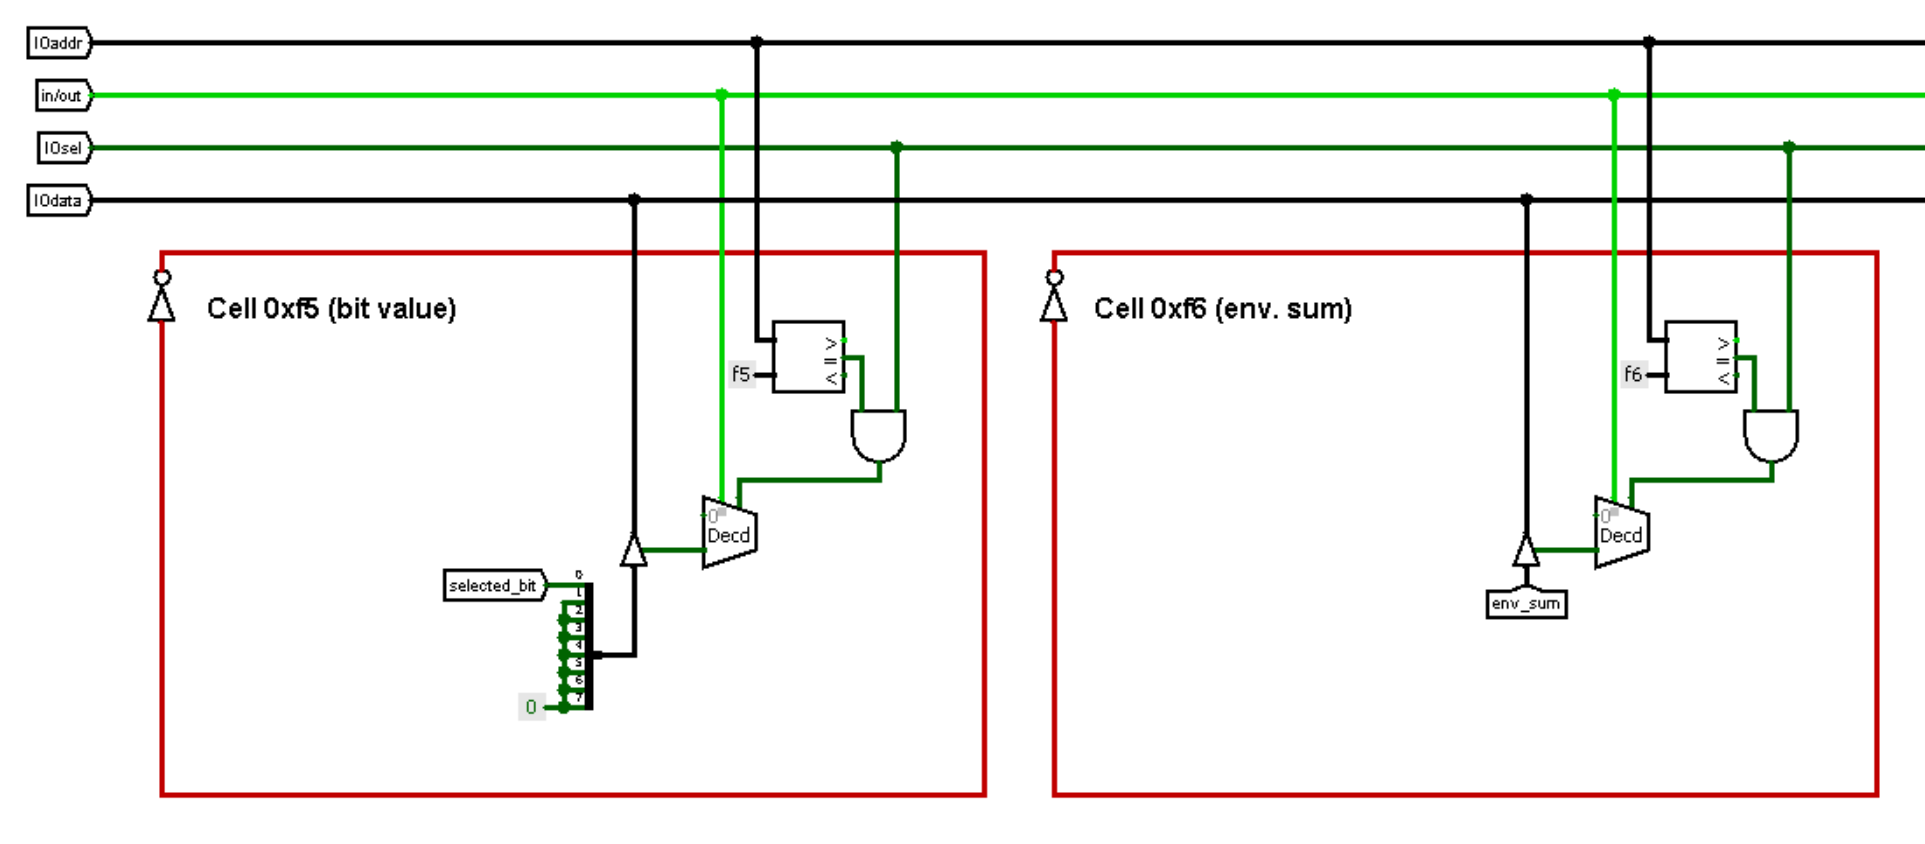 IOaddr
in/out
IOsel
IOdata
Cell 0xf5 (bit value)
>
=
<
f5
0
Decd
selected_bit
0
1
2
3
4
5
6
7
0
Cell 0xf6 (env. sum)
>
=
<
f6
0
Decd
env_sum